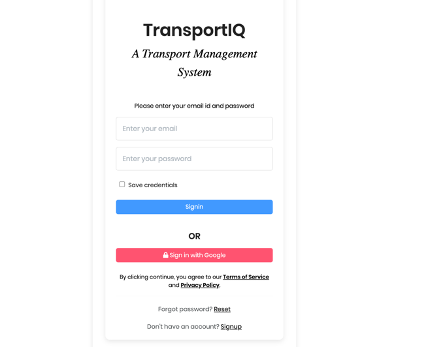 TransportIQ
A Transport Management
System
Please enter your email id and password
Enter your email
Enter your password
Save credentials
Signin
OR
Sign in with Google
By clicking continue, you agree to our Terms of Service
and Privacy Policy.
Forgot password? Reset
Don't have an account? Signup